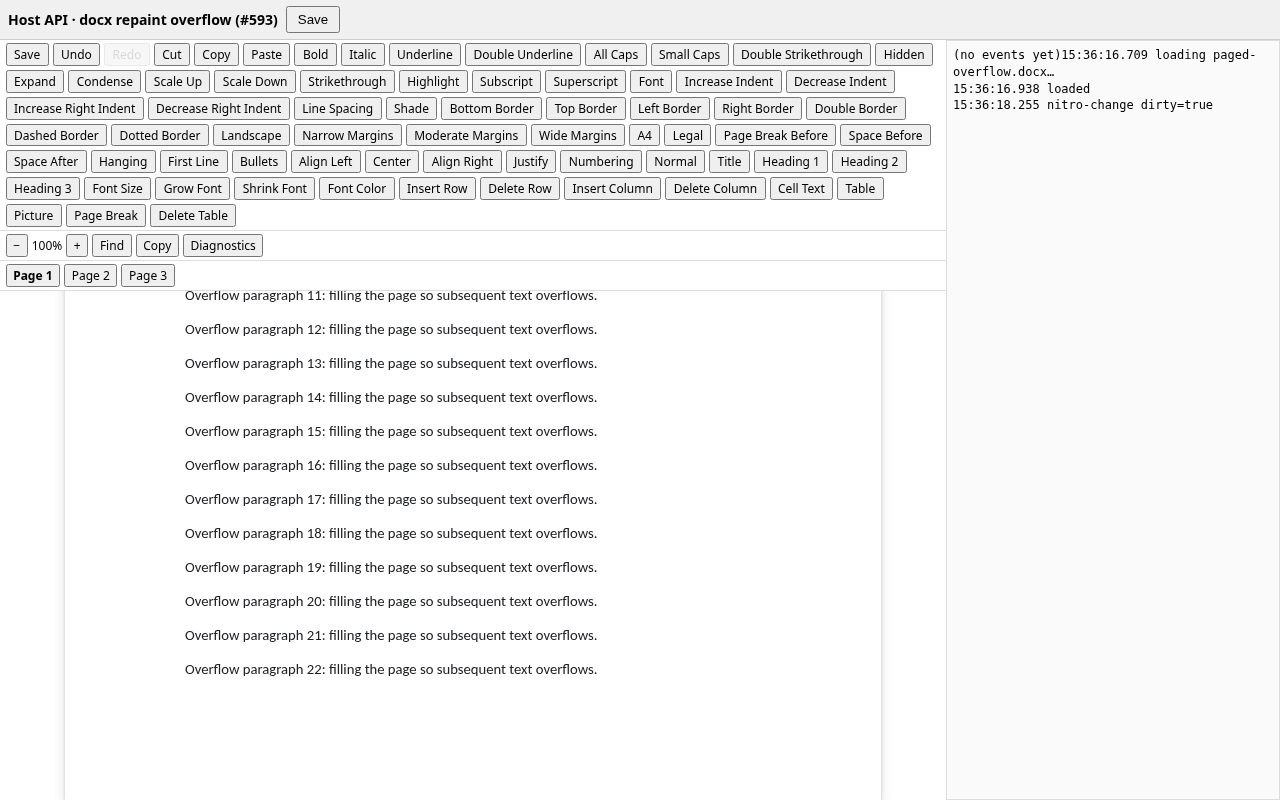 Host API · docx repaint overflow (#593) Save
Save Undo Redo Cut Copy Paste Bold Italic Underline Double Underline All Caps Small Caps Double Strikethrough Hidden
Expand Condense Scale Up Scale Down Strikethrough Highlight Subscript Superscript Font Increase Indent Decrease Indent
Increase Right Indent Decrease Right Indent Line Spacing Shade Bottom Border Top Border Left Border Right Border Double Border
Dashed Border Dotted Border Landscape Narrow Margins Moderate Margins Wide Margins A4 Legal Page Break Before Space Before
Space After Hanging First Line Bullets Align Left Center Align Right Justify Numbering Normal Title Heading 1 Heading 2
Heading 3 Font Size Grow Font Shrink Font Font Color Insert Row Delete Row Insert Column Delete Column Cell Text Table
Picture Page Break Delete Table
− 100% + Find Copy Diagnostics
Page 1 Page 2 Page 3
Overflow paragraph 11: filling the page so subsequent text overflows.
Overflow paragraph 12: filling the page so subsequent text overflows.
Overflow paragraph 13: filling the page so subsequent text overflows.
Overflow paragraph 14: filling the page so subsequent text overflows.
Overflow paragraph 15: filling the page so subsequent text overflows.
Overflow paragraph 16: filling the page so subsequent text overflows.
Overflow paragraph 17: filling the page so subsequent text overflows.
Overflow paragraph 18: filling the page so subsequent text overflows.
Overflow paragraph 19: filling the page so subsequent text overflows.
Overflow paragraph 20: filling the page so subsequent text overflows.
Overflow paragraph 21: filling the page so subsequent text overflows.
Overflow paragraph 22: filling the page so subsequent text overflows.
(no events yet)15:36:16.709 loading paged-
overflow.docx…
15:36:16.938 loaded
15:36:18.255 nitro-change dirty=true